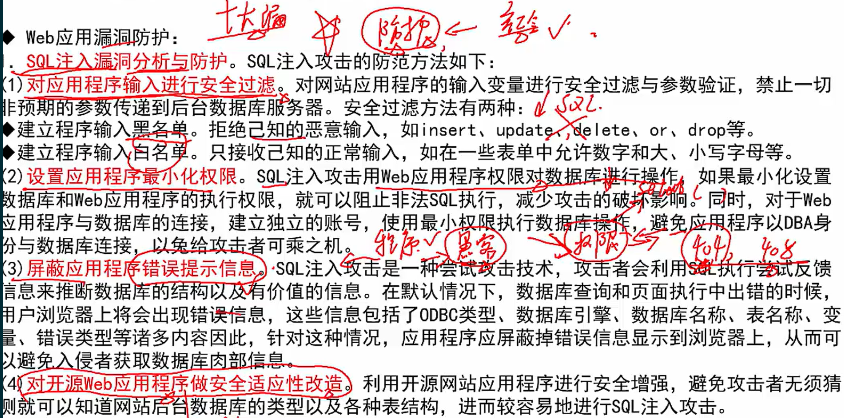 十大漏
防护
◆ Web应用漏洞防护：
1. SQL注入漏洞分析与防护。SQL注入攻击的防范方法如下：
(1)对应用程序输入进行安全过滤。对网站应用程序的输入变量进行安全过滤与参数验证，禁止一切
非预期的参数传递到后台数据库服务器。安全过滤方法有两种：
SQL.
◆建立程序输入黑名单。拒绝己知的恶意输入，如insert、update、delete、or、drop等。
◆建立程序输入白名单。只接收己知的正常输入，如在一些表单中允许数字和大、小写字母等。
(2)设置应用程序最小化权限。SQL注入攻击用Web应用程序权限对数据库进行操作，如果最小化设置
数据库和Web应用程序的执行权限，就可以阻止非法SQL执行，减少攻击的破坏影响。同时，对于Web
应用程序与数据库的连接，建立独立的账号，使用最小权限执行数据库操作，避免应用程序以DBA身
份与数据库连接，以免给攻击者可乘之机。
程序
黑客
权限
404
408
(3)屏蔽应用程序错误提示信息。SQL注入攻击是一种尝试攻击技术，攻击者会利用SQL执行尝试反馈
信息来推断数据库的结构以及有价值的信息。在默认情况下，数据库查询和页面执行中出错的时候，
用户浏览器上将会出现错误信息，这些信息包括了ODBC类型、数据库引擎、数据库名称、表名称、变
量、错误类型等诸多内容因此，针对这种情况，应用程序应屏蔽掉错误信息显示到浏览器上，从而可
以避免入侵者获取数据库肉部信息。
(4)对开源Web应用程序做安全适应性改造。利用开源网站应用程序进行安全增强，避免攻击者无须猜
测就可以知道网站后台数据库的类型以及各种表结构，进而较容易地进行SQL注入攻击。